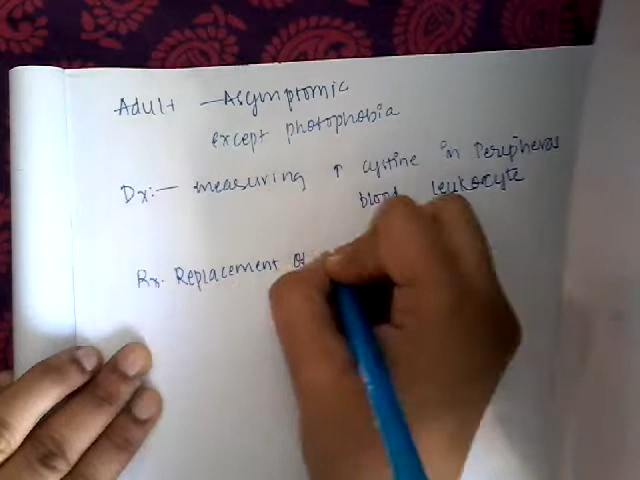 Adult — Asymptomic
except photophobia
Dx:— measuring ↑ cystine in Peripheral
blood leukocyte
Rx. Replacement of